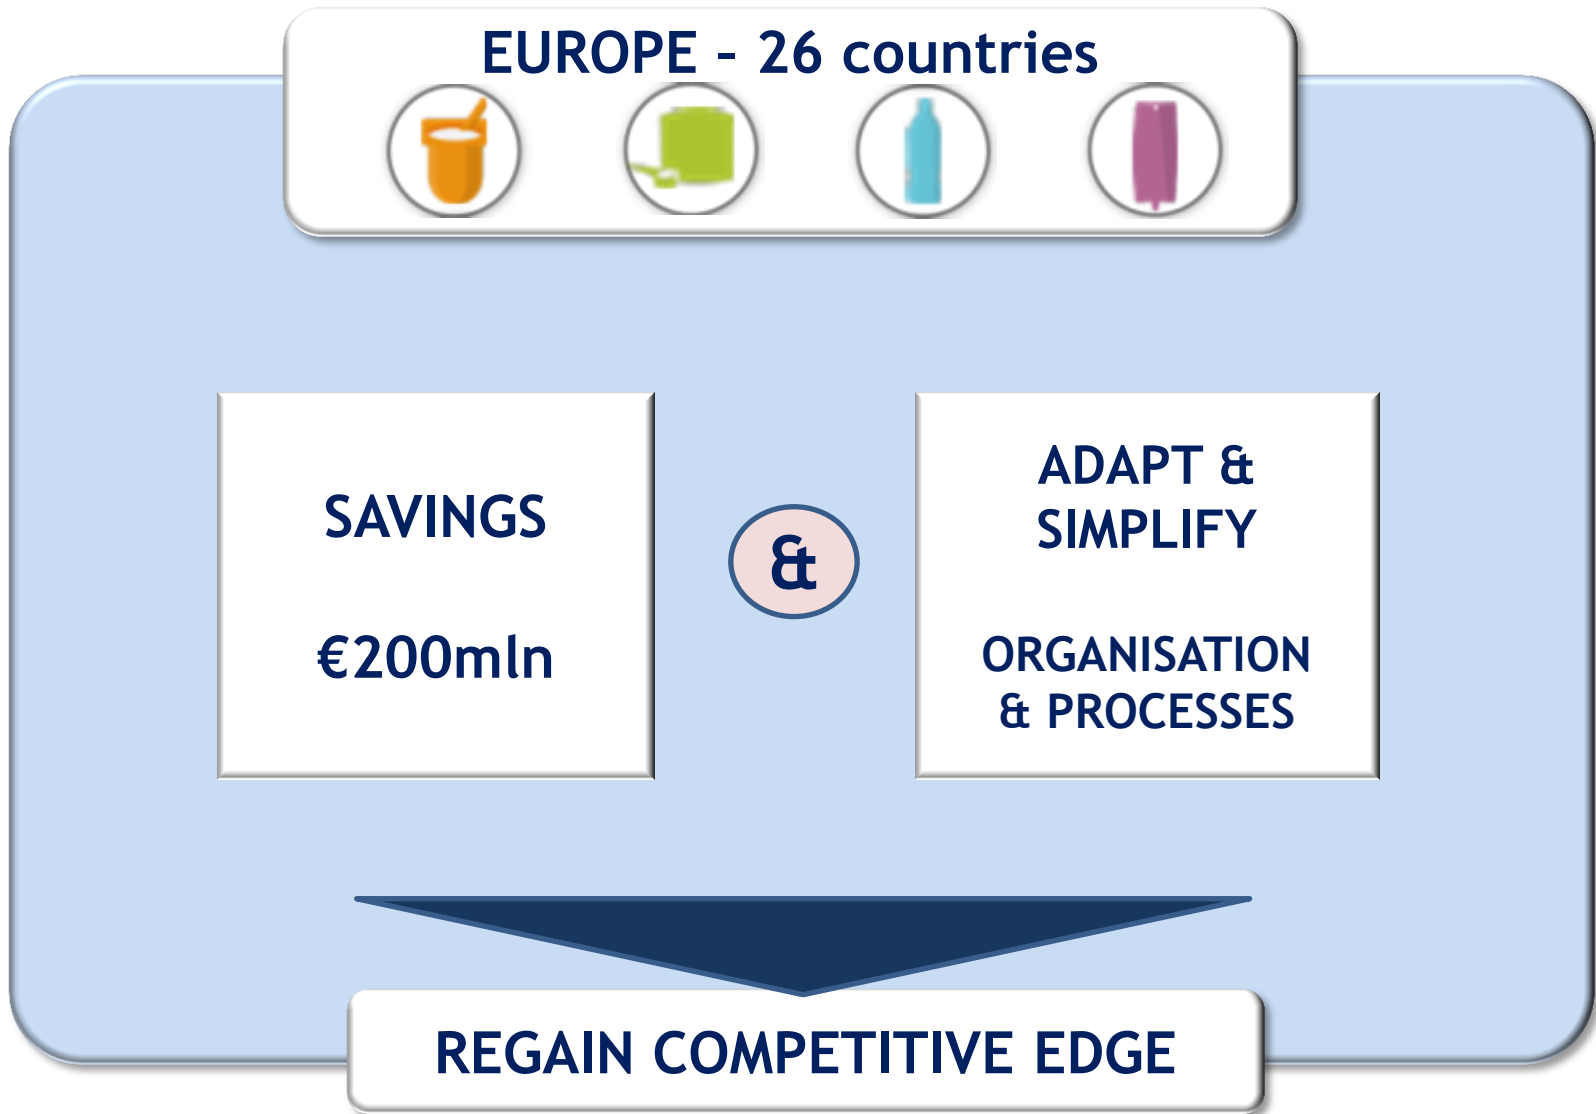 EUROPE - 26 countries
SAVINGS
€200mln
&
ADAPT &
SIMPLIFY
ORGANISATION
& PROCESSES
REGAIN COMPETITIVE EDGE